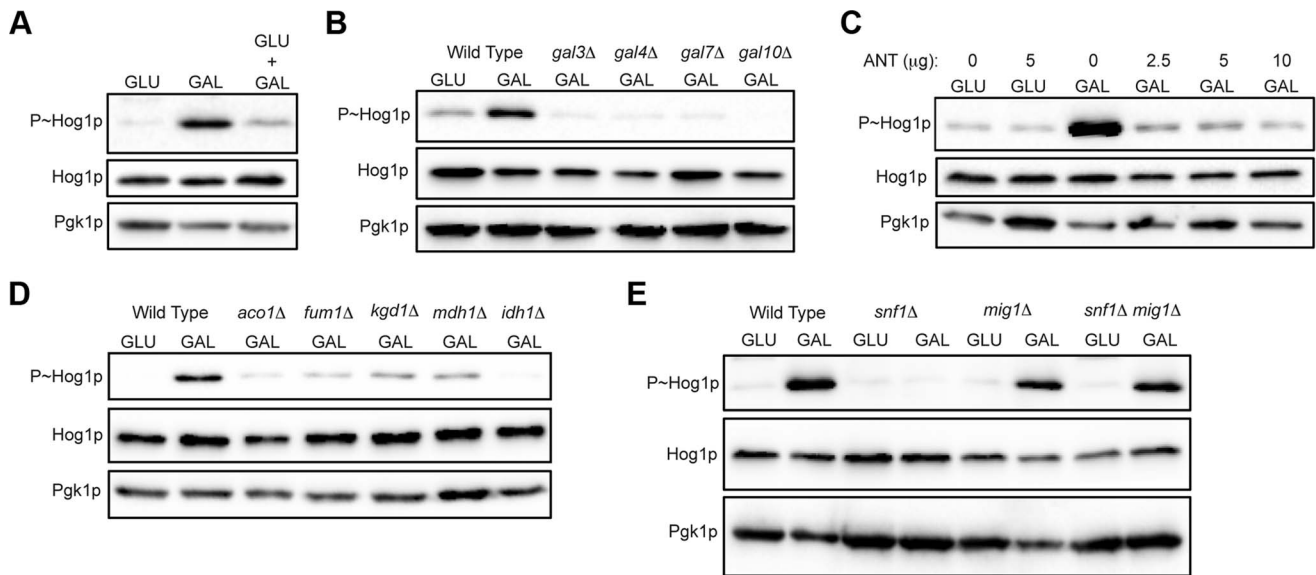 A
GLU
+
GLU GAL GAL
P~Hog1p
Hog1p
Pgk1p
B
Wild Type gal3Δ gal4Δ gal7Δ gal10Δ
GLU GAL GAL GAL GAL GAL
P~Hog1p
Hog1p
Pgk1p
C
ANT (μg): 0 5 0 2.5 5 10
GLU GLU GAL GAL GAL GAL
P~Hog1p
Hog1p
Pgk1p
D
Wild Type aco1Δ fum1Δ kgd1Δ mdh1Δ idh1Δ
GLU GAL GAL GAL GAL GAL GAL
P~Hog1p
Hog1p
Pgk1p
E
Wild Type snf1Δ mig1Δ snf1Δ mig1Δ
GLU GAL GLU GAL GLU GAL GLU GAL
P~Hog1p
Hog1p
Pgk1p